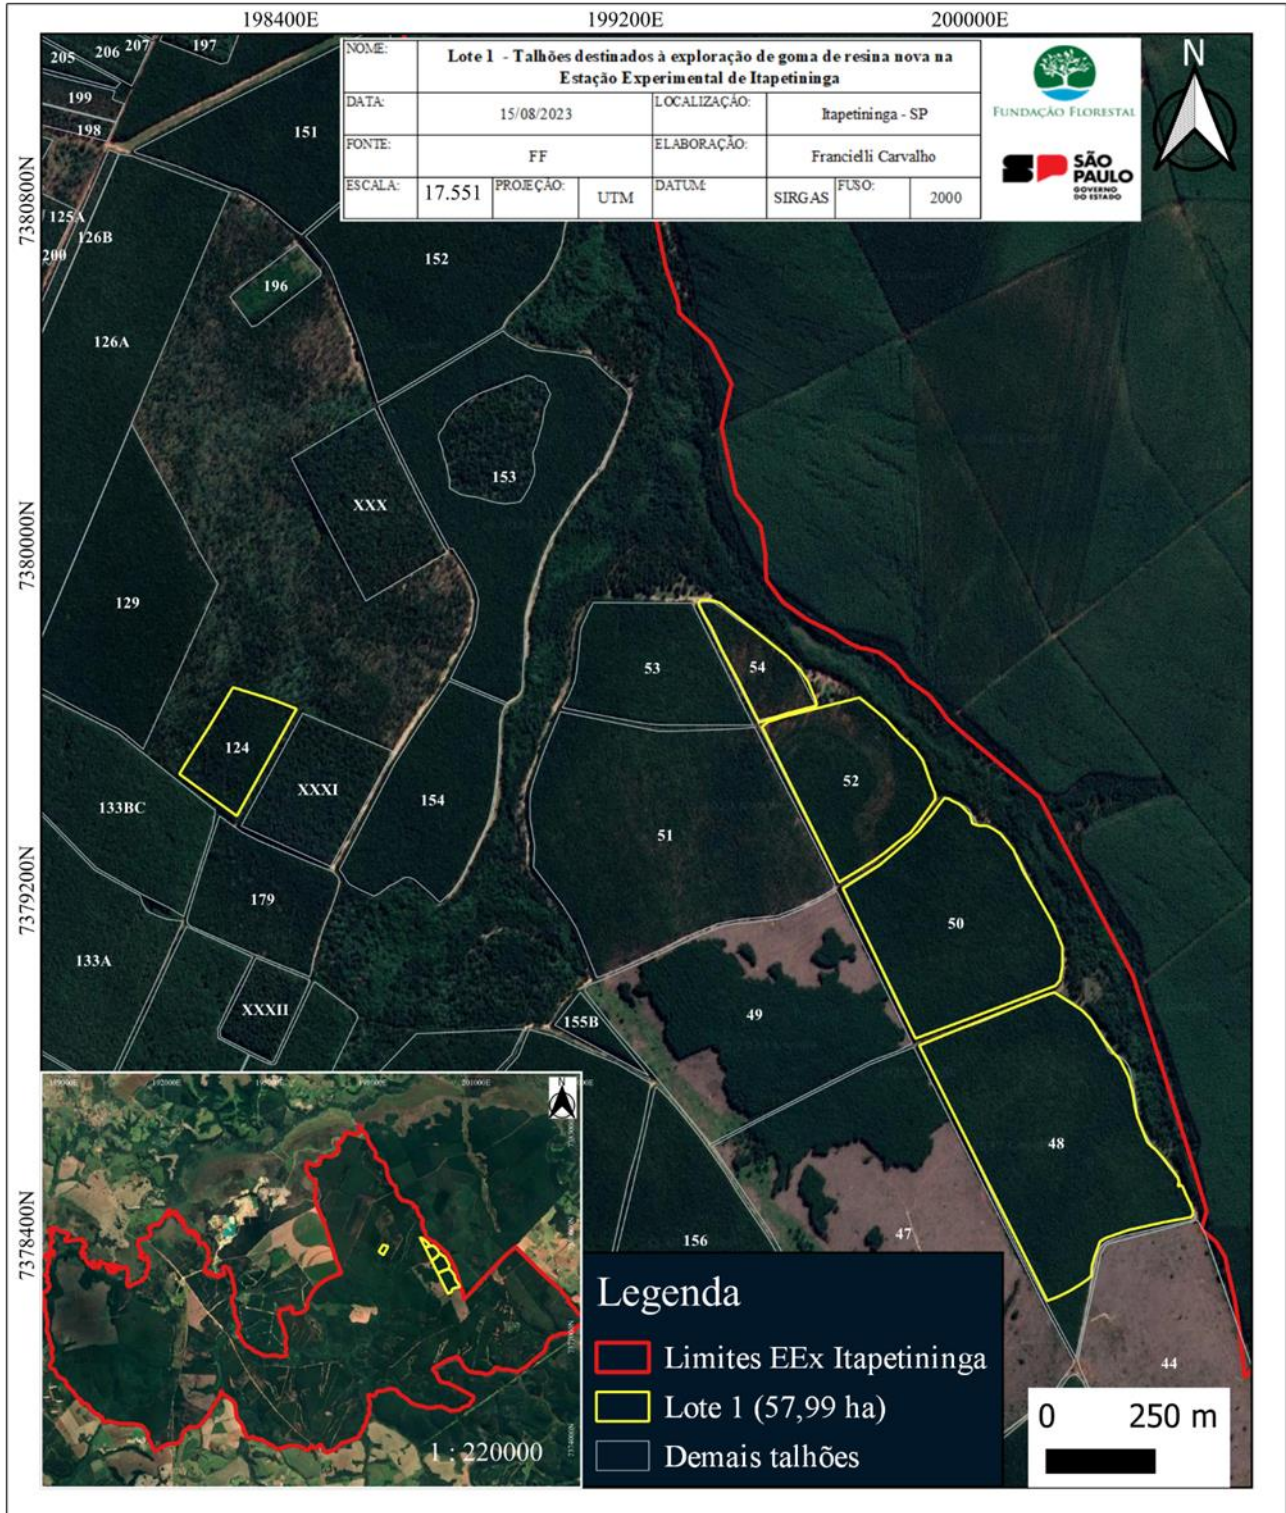 198400E 199200E 200000E
NOME: Lote 1 - Talhões destinados à exploração de goma de resina nova na
Estação Experimental de Itapetininga
DATA: 15/08/2023 LOCALIZAÇÃO: Itapetininga - SP
FONTE: FF ELABORAÇÃO: Francielli Carvalho
ESCALA: 17.551 PROJEÇÃO: UTM DATUM: SIRGAS FUSO: 2000
FUNDAÇÃO FLORESTAL
SP SÃO
PAULO
GOVERNO
DO ESTADO
N
205 206 207 197
199
198
151
7380800N
125A
126B
200
152
196
126A
153
XXX
7380000N
129
53
54
124
52
XXXI
133BC
154
51
7379200N
179
50
133A
XXXII
155B
49
48
7378400N
156
47
44
192000E 201000E
N
1 : 220000
Legenda
Limites EEx Itapetininga
Lote 1 (57,99 ha)
Demais talhões
0 250 m